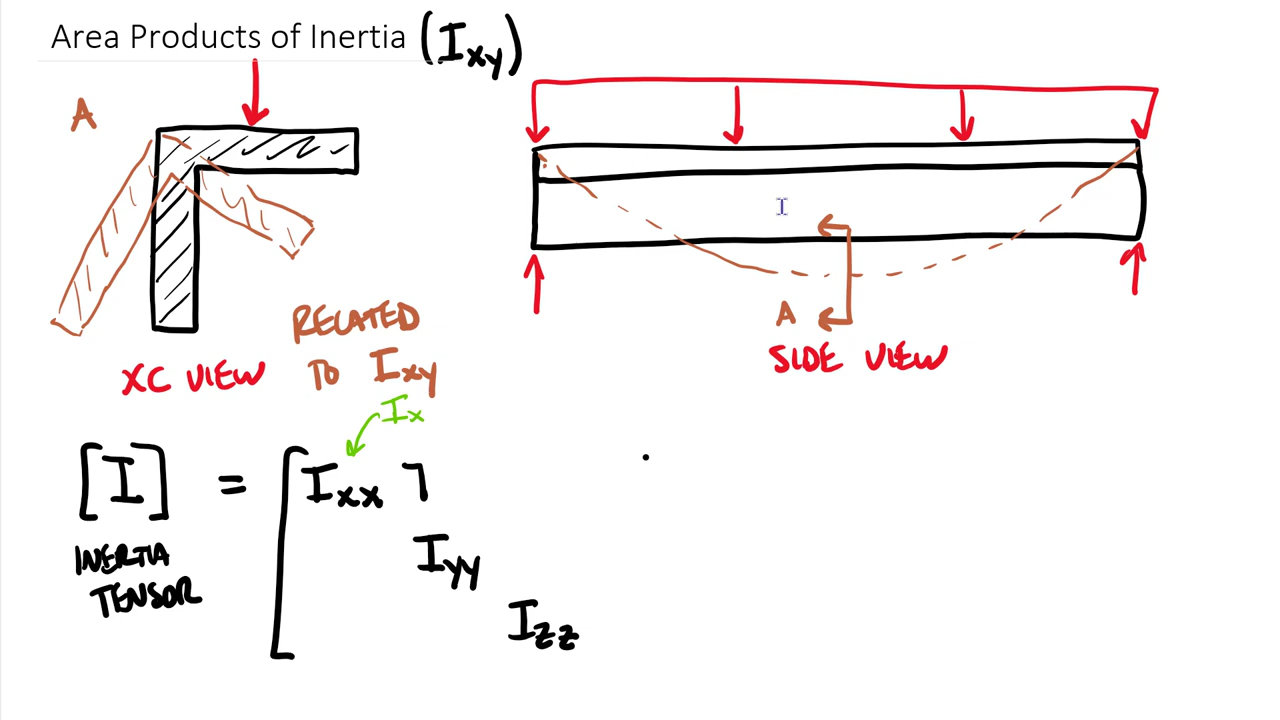 Area Products of Inertia (Ixy)
A
A
SIDE VIEW
XC VIEW
RELATED
TO Ixy
Ix
[I] = [Ixx
Iyy
Izz
INERTIA
TENSOR